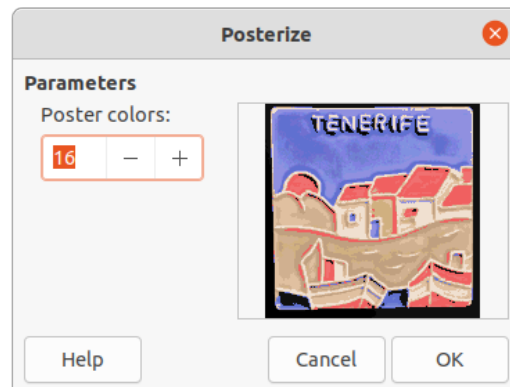 Posterize
Parameters
Poster colors:
16
TENERIFE
Help
Cancel
OK